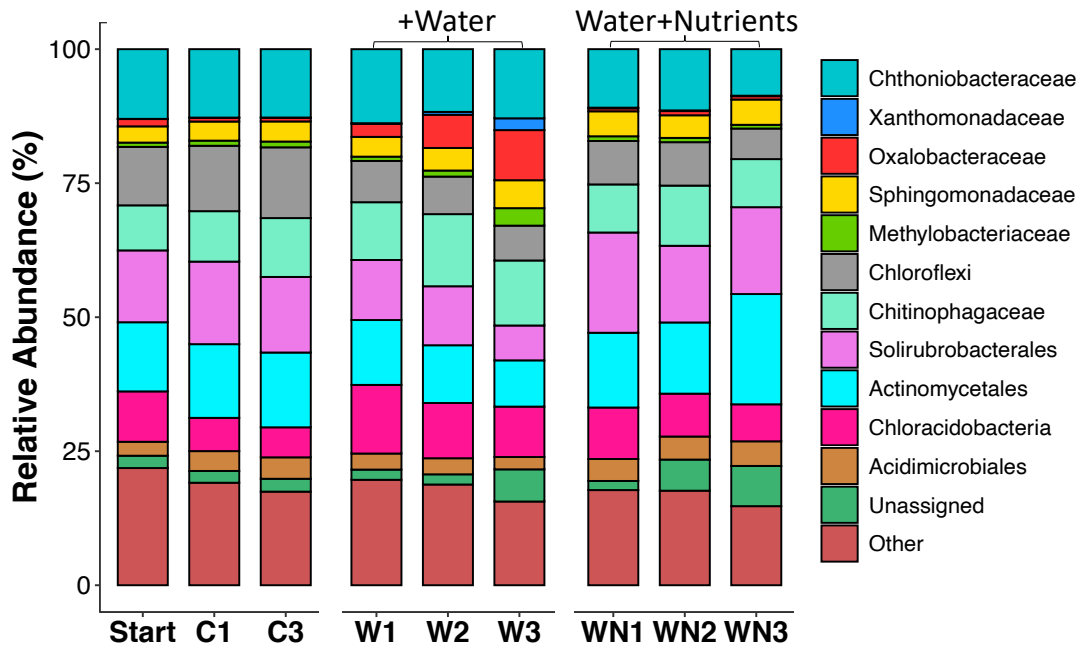 +Water
Water+Nutrients
Relative Abundance (%)
100
75
50
25
0
Start
C1
C3
W1
W2
W3
WN1
WN2
WN3
Chthoniobacteraceae
Xanthomonadaceae
Oxalobacteraceae
Sphingomonadaceae
Methylobacteriaceae
Chloroflexi
Chitinophagaceae
Solirubrobacterales
Actinomycetales
Chloracidobacteria
Acidimicrobiales
Unassigned
Other